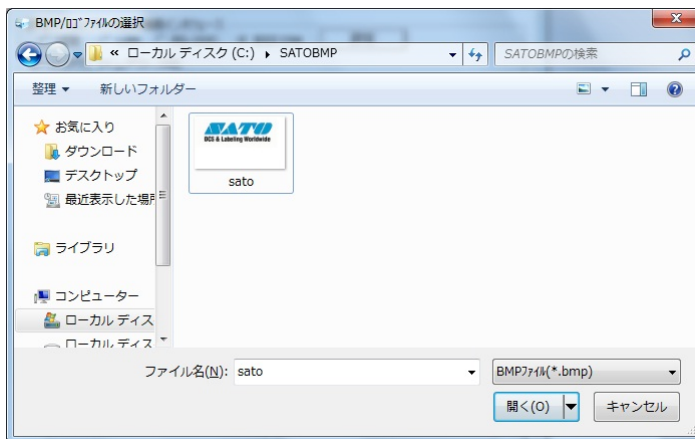 BMP/ﾛｺﾞﾌｧｲﾙの選択
« ローカル ディスク (C:) ▸ SATOBMP
SATOBMPの検索
整理 ▼ 新しいフォルダー
お気に入り
ダウンロード
デスクトップ
最近表示した場所
ライブラリ
コンピューター
ローカル ディス
ローカル ディス
SATO
DCS & Labeling Worldwide
sato
ファイル名(N): sato
BMPﾌｧｲﾙ(*.bmp)
開く(O)
キャンセル